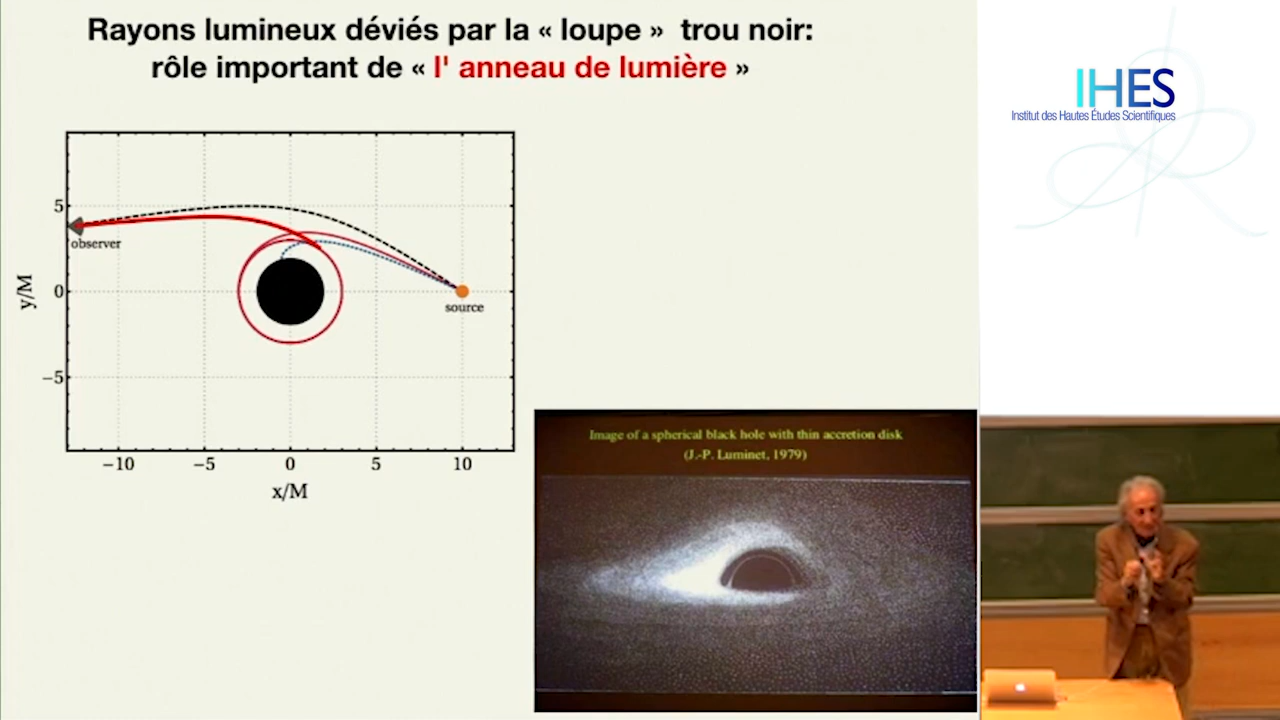 Rayons lumineux déviés par la « loupe » trou noir:
rôle important de « l' anneau de lumière »
IHES
Institut des Hautes Études Scientifiques
y/M
5
0
−5
observer
source
−10 −5 0 5 10
x/M
Image of a spherical black hole with thin accretion disk
(J.-P. Luminet, 1979)